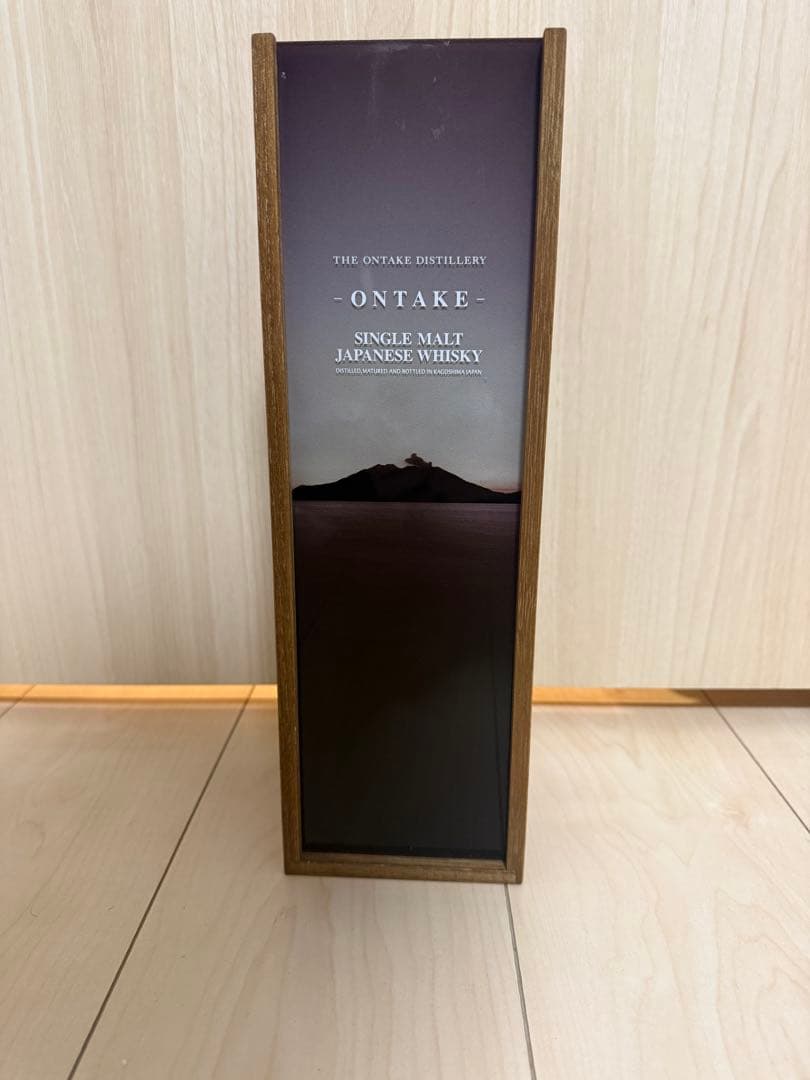 THE ONTAKE DISTILLERY
- ONTAKE -
SINGLE MALT
JAPANESE WHISKY
DISTILLED, MATURED AND BOTTLED IN KAGOSHIMA JAPAN